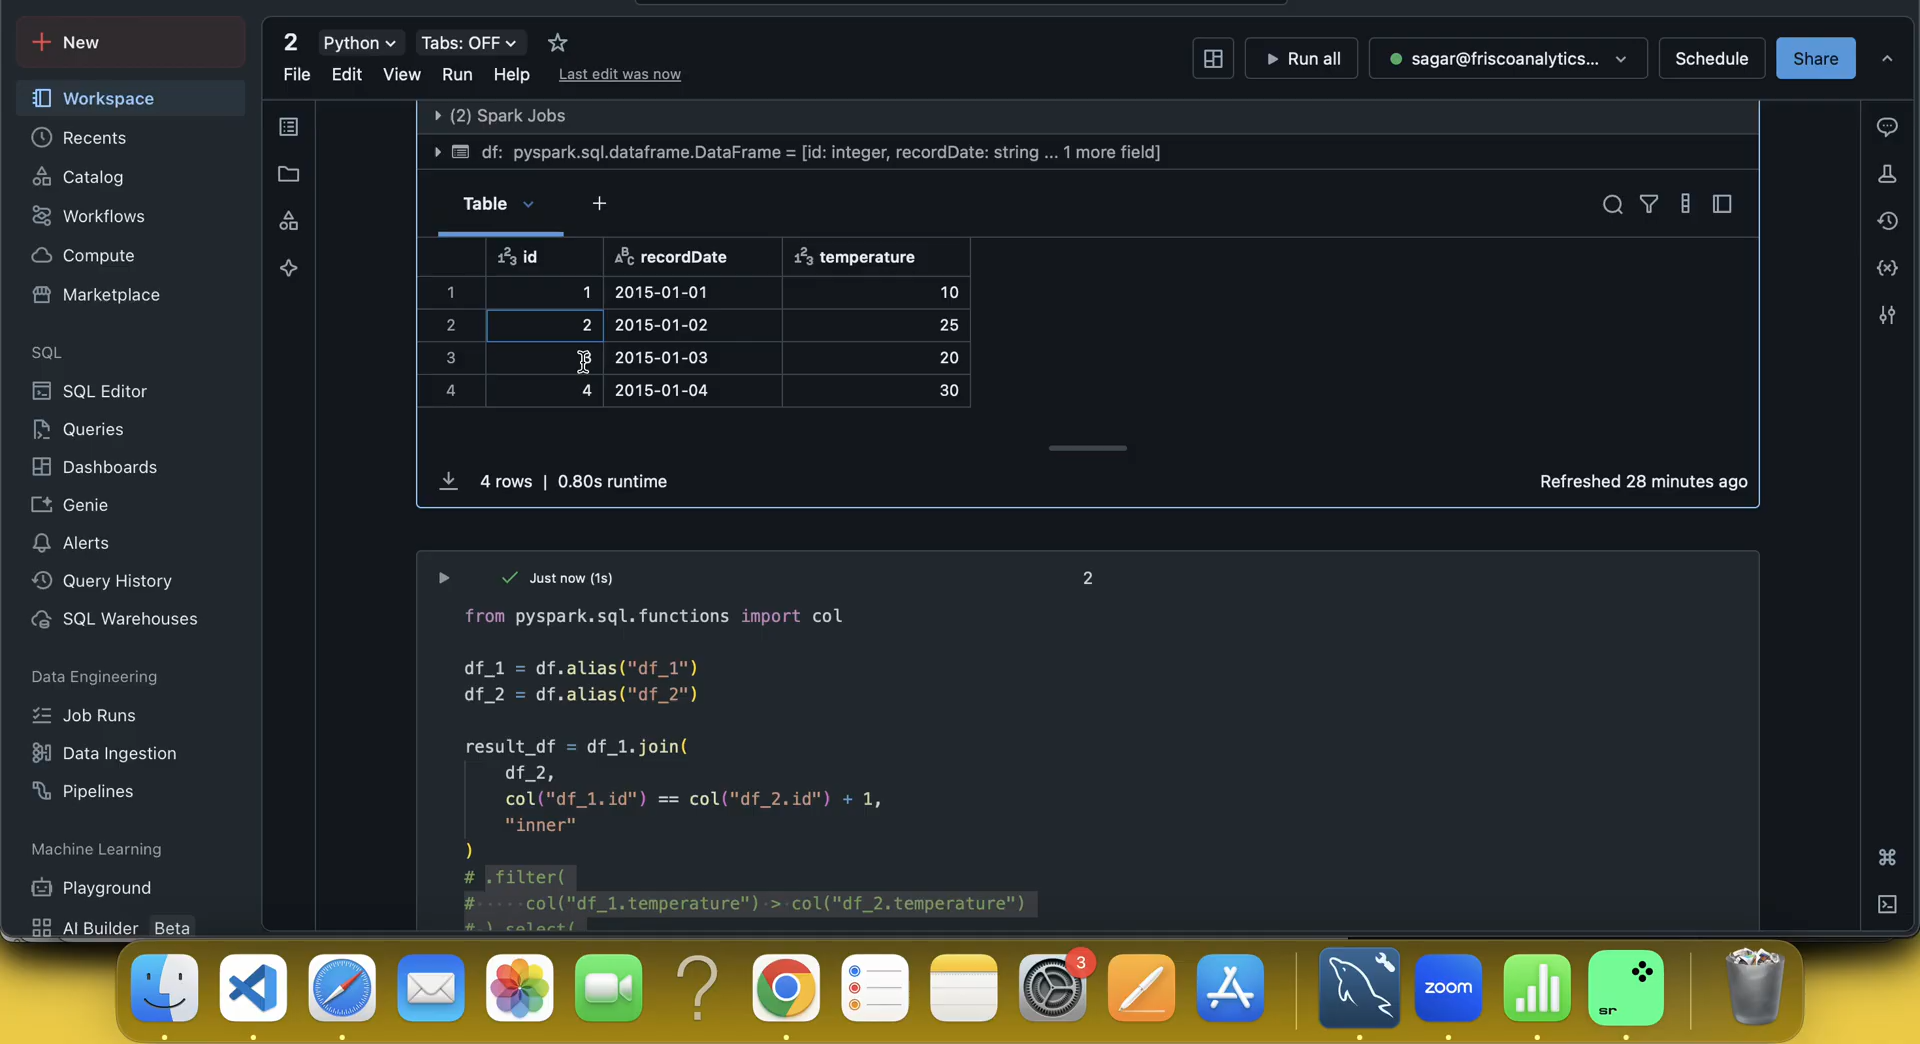 New
Workspace
Recents
Catalog
Workflows
Compute
Marketplace
SQL
SQL Editor
Queries
Dashboards
Genie
Alerts
Query History
SQL Warehouses
Data Engineering
Job Runs
Data Ingestion
Pipelines
Machine Learning
Playground
AI Builder Beta
2 Python Tabs: OFF
File Edit View Run Help Last edit was now
Run all sagar@friscoanalytics... Schedule Share
(2) Spark Jobs
df: pyspark.sql.dataframe.DataFrame = [id: integer, recordDate: string ... 1 more field]
Table +
id recordDate temperature
1 1 2015-01-01 10
2 2 2015-01-02 25
3 3 2015-01-03 20
4 4 2015-01-04 30
4 rows | 0.80s runtime Refreshed 28 minutes ago
Just now (1s) 2
from pyspark.sql.functions import col
df_1 = df.alias("df_1")
df_2 = df.alias("df_2")
result_df = df_1.join(
df_2,
col("df_1.id") == col("df_2.id") + 1,
"inner"
)
# .filter(
# col("df_1.temperature") > col("df_2.temperature")
# ).select(
3
zoom
sr